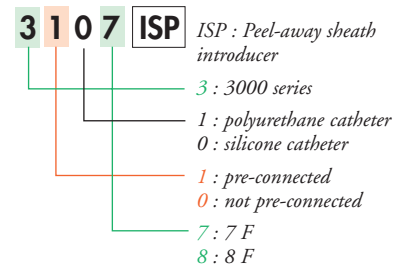 3 1 0 7 ISP
ISP : Peel-away sheath
introducer
3 : 3000 series
1 : polyurethane catheter
0 : silicone catheter
1 : pre-connected
0 : not pre-connected
7 : 7 F
8 : 8 F